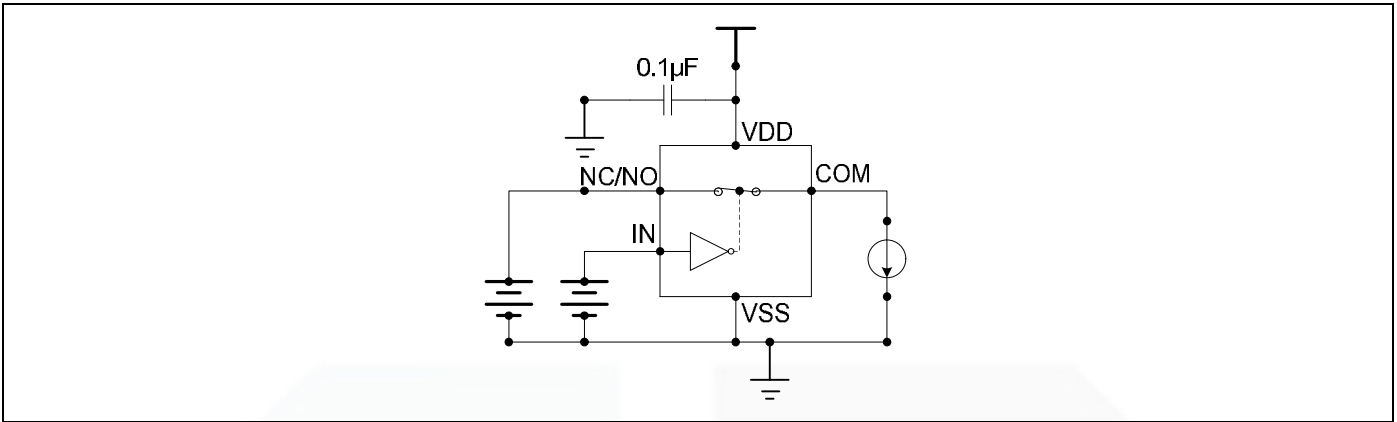 0.1µF
VDD
NC/NO
COM
IN
VSS